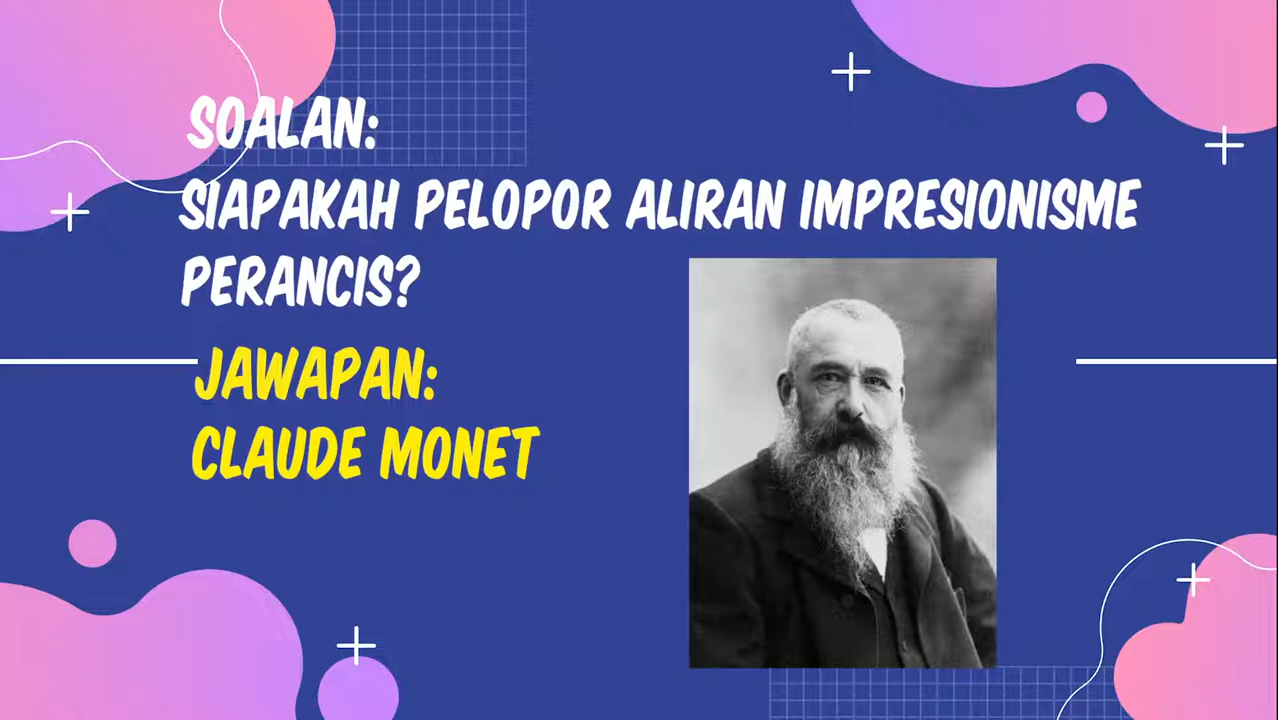 SOALAN:
SIAPAKAH PELOPOR ALIRAN IMPRESIONISME
PERANCIS?
JAWAPAN:
CLAUDE MONET